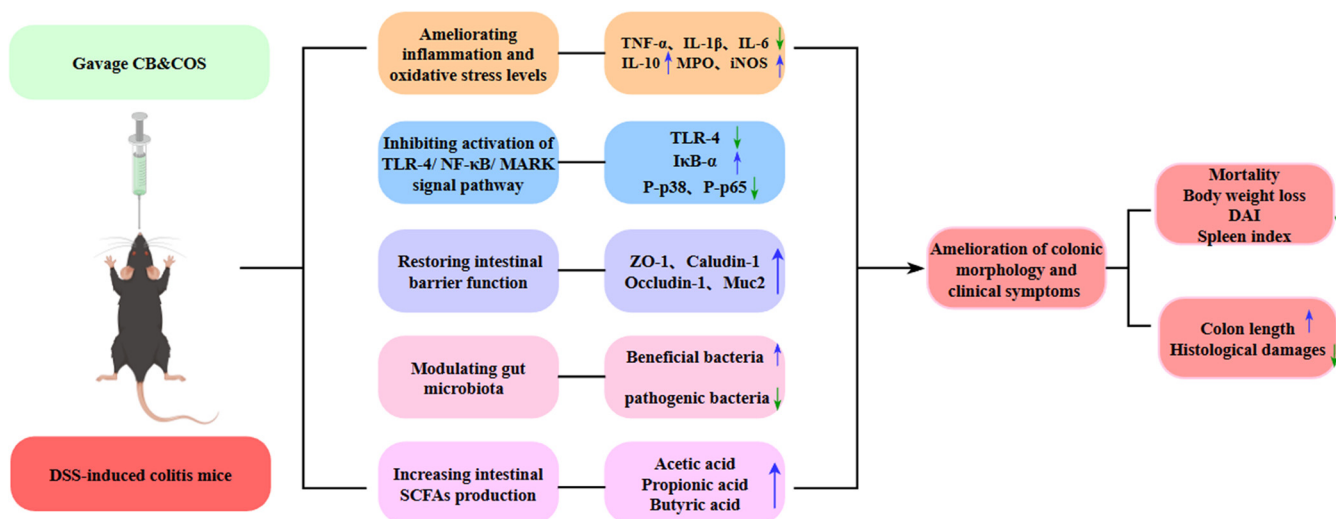 Gavage CB&COS
DSS-induced colitis mice
Ameliorating
inflammation and
oxidative stress levels
TNF-α、IL-1β、IL-6
IL-10 MPO、iNOS
Inhibiting activation of
TLR-4/ NF-κB/ MARK
signal pathway
TLR-4
IκB-α
P-p38、P-p65
Restoring intestinal
barrier function
ZO-1、Caludin-1
Occludin-1、Muc2
Modulating gut
microbiota
Beneficial bacteria
pathogenic bacteria
Increasing intestinal
SCFAs production
Acetic acid
Propionic acid
Butyric acid
Amelioration of colonic
morphology and
clinical symptoms
Mortality
Body weight loss
DAI
Spleen index
Colon length
Histological damages